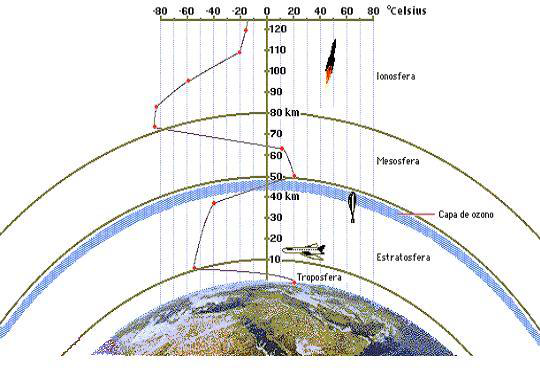 -80 -60 -40 -20 0 20 40 60 80 ºCelsius
120
110
100
90
80 km
70
60
50
40 km
30
20
10
Ionosfera
Mesosfera
Capa de ozono
Estratosfera
Troposfera